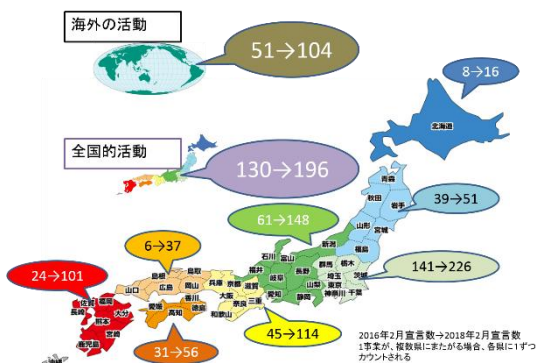 海外の活動
51→104
8→16
北海道
全国的活動
130→196
青森
秋田
岩手
39→51
山形
宮城
61→148
新潟
福島
6→37
石川
富山
群馬
栃木
141→226
24→101
島根
鳥取
兵庫
京都
滋賀
福井
岐阜
長野
埼玉
茨城
山口
広島
岡山
大阪
愛知
山梨
東京
千葉
佐賀
福岡
香川
奈良
三重
静岡
神奈川
長崎
大分
愛媛
高知
徳島
和歌山
熊本
宮崎
鹿児島
31→56
45→114
2016年2月宣言数→2018年2月宣言数
1事業が、複数県にまたがる場合、各県に1ずつ
カウントされる